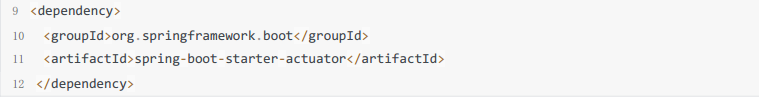 9 <dependency>
10 <groupId>org.springframework.boot</groupId>
11 <artifactId>spring-boot-starter-actuator</artifactId>
12 </dependency>